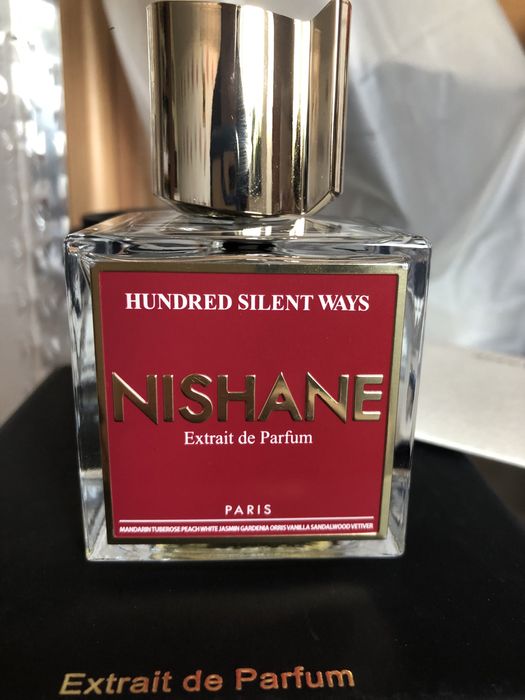 HUNDRED SILENT WAYS
NISHANE
Extrait de Parfum
PARIS
MANDARIN TUBEROSE PEACH WHITE JASMIN GARDENIA ORRIS VANILLA SANDALWOOD VETIVER
Extrait de Parfum